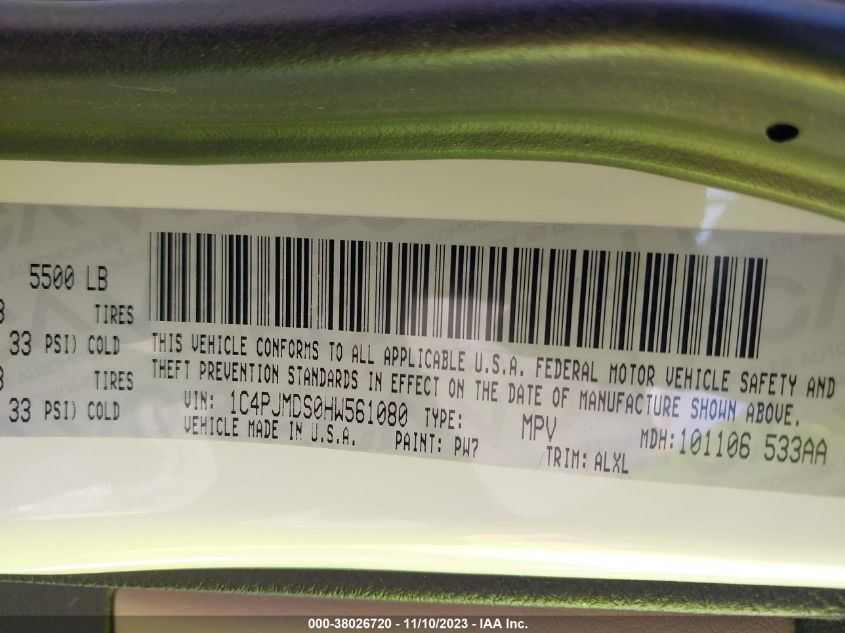 5500 LB
TIRES
33 PSI) COLD
TIRES
33 PSI) COLD
THIS VEHICLE CONFORMS TO ALL APPLICABLE U.S.A. FEDERAL MOTOR VEHICLE SAFETY AND
THEFT PREVENTION STANDARDS IN EFFECT ON THE DATE OF MANUFACTURE SHOWN ABOVE.
VIN: 1C4PJMDS0HW561080 TYPE: MPV MDH:101106 533AA
VEHICLE MADE IN U.S.A. PAINT: PW7 TRIM: ALXL
000-38026720 - 11/10/2023 - IAA Inc.